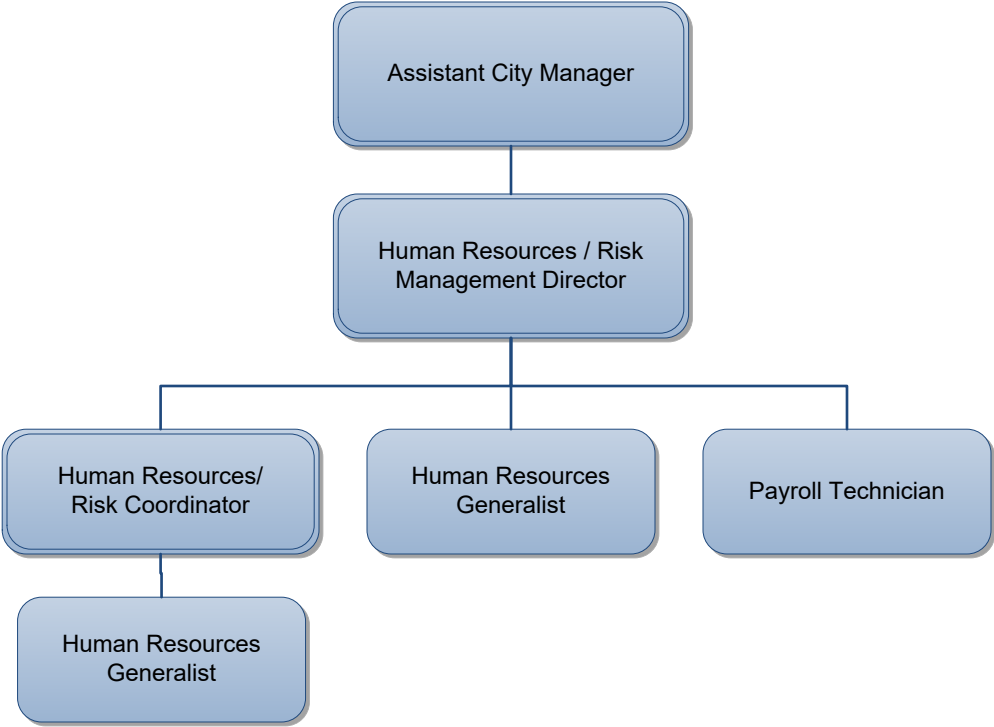 Assistant City Manager
Human Resources / Risk
Management Director
Human Resources/
Risk Coordinator
Human Resources
Generalist
Payroll Technician
Human Resources
Generalist